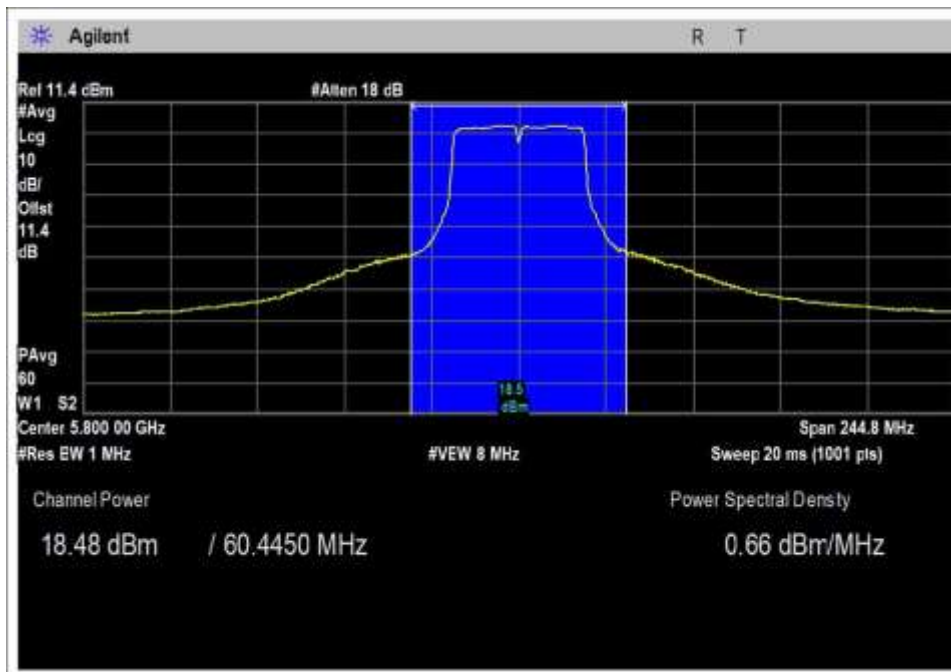 Agilent
R T
Ref 11.4 dBm #Atten 18 dB
#Avg
Log
10
dB/
Offst
11.4
dB
PAvg
60
W1 S2
18.5
dBm
Center 5.800 00 GHz Span 244.8 MHz
#Res BW 1 MHz #VBW 8 MHz Sweep 20 ms (1001 pts)
Channel Power Power Spectral Density
18.48 dBm / 60.4450 MHz 0.66 dBm/MHz